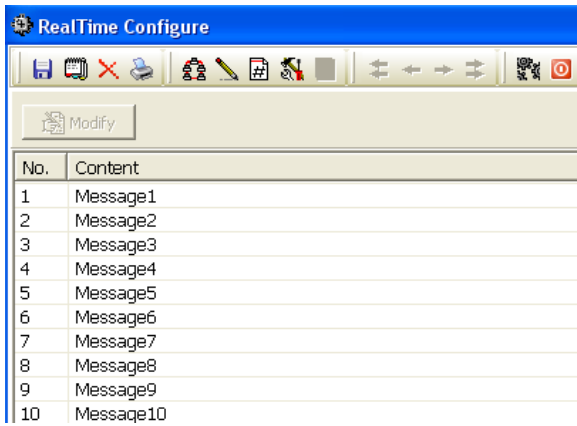 RealTime Configure
Modify
No. Content
1 Message1
2 Message2
3 Message3
4 Message4
5 Message5
6 Message6
7 Message7
8 Message8
9 Message9
10 Message10